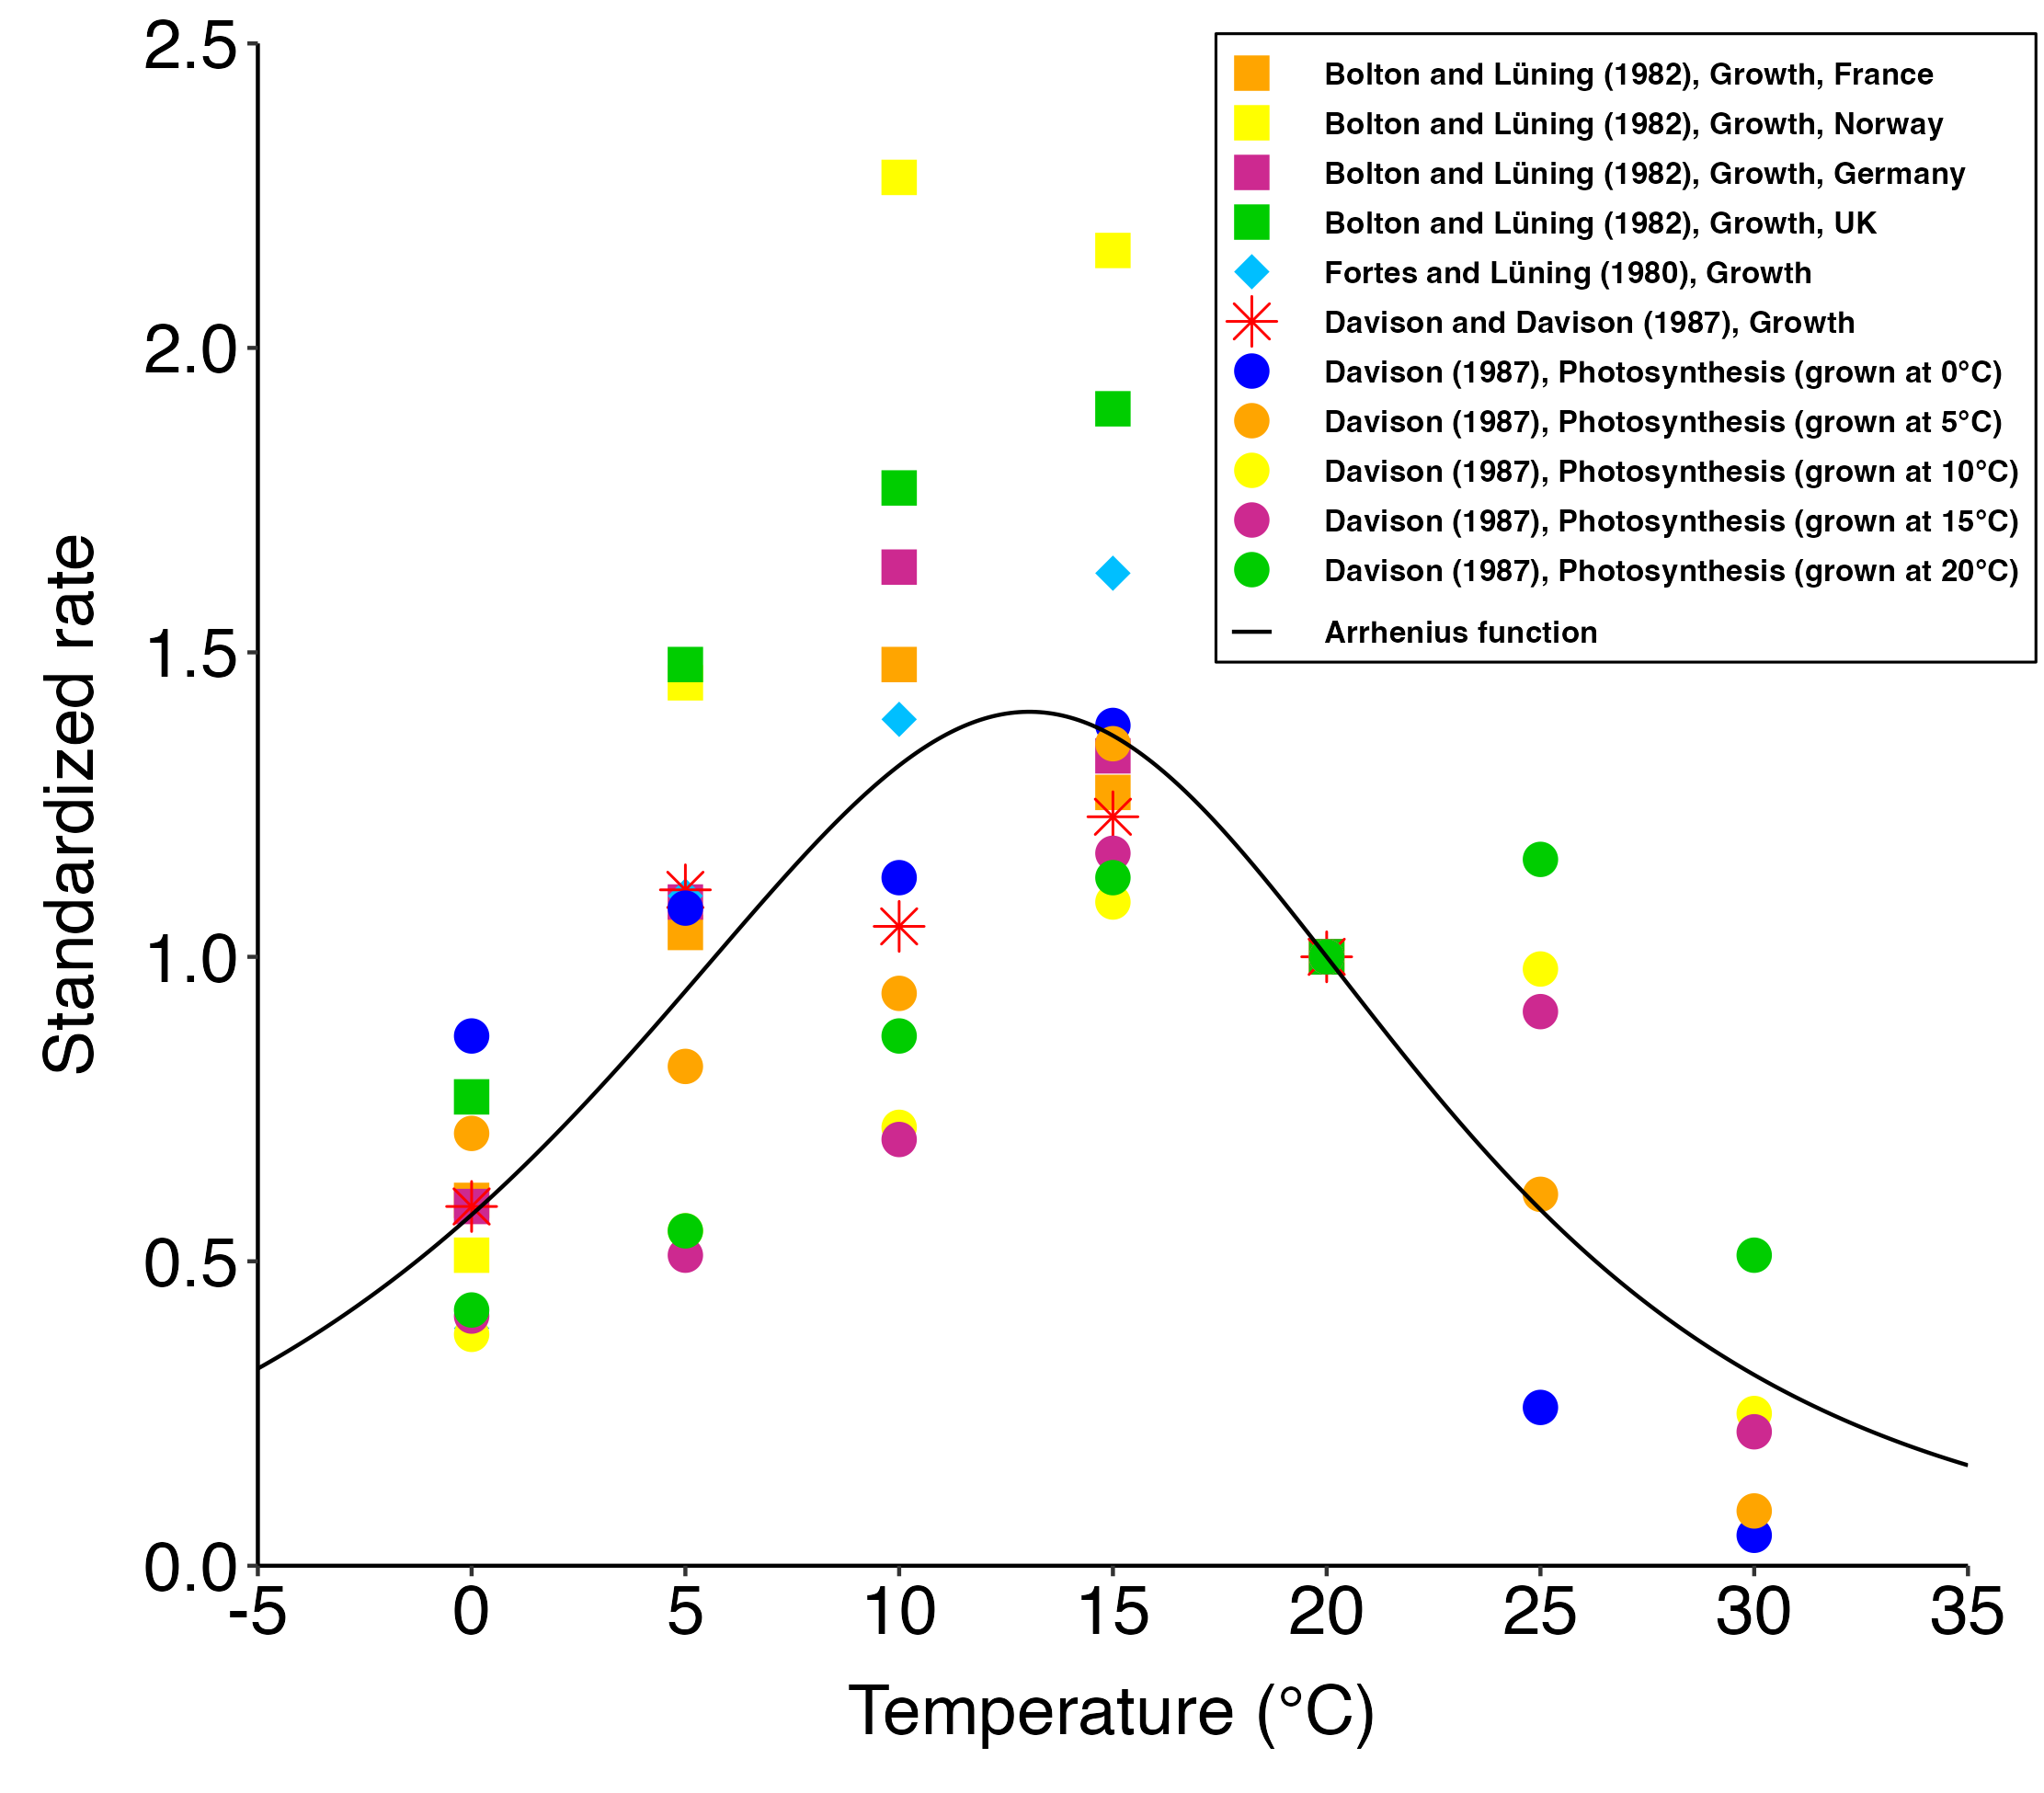 2.5
2.0
1.5
1.0
0.5
0.0
Standardized rate
-5 0 5 10 15 20 25 30 35
Temperature (°C)
Bolton and Lüning (1982), Growth, France
Bolton and Lüning (1982), Growth, Norway
Bolton and Lüning (1982), Growth, Germany
Bolton and Lüning (1982), Growth, UK
Fortes and Lüning (1980), Growth
Davison and Davison (1987), Growth
Davison (1987), Photosynthesis (grown at 0°C)
Davison (1987), Photosynthesis (grown at 5°C)
Davison (1987), Photosynthesis (grown at 10°C)
Davison (1987), Photosynthesis (grown at 15°C)
Davison (1987), Photosynthesis (grown at 20°C)
Arrhenius function